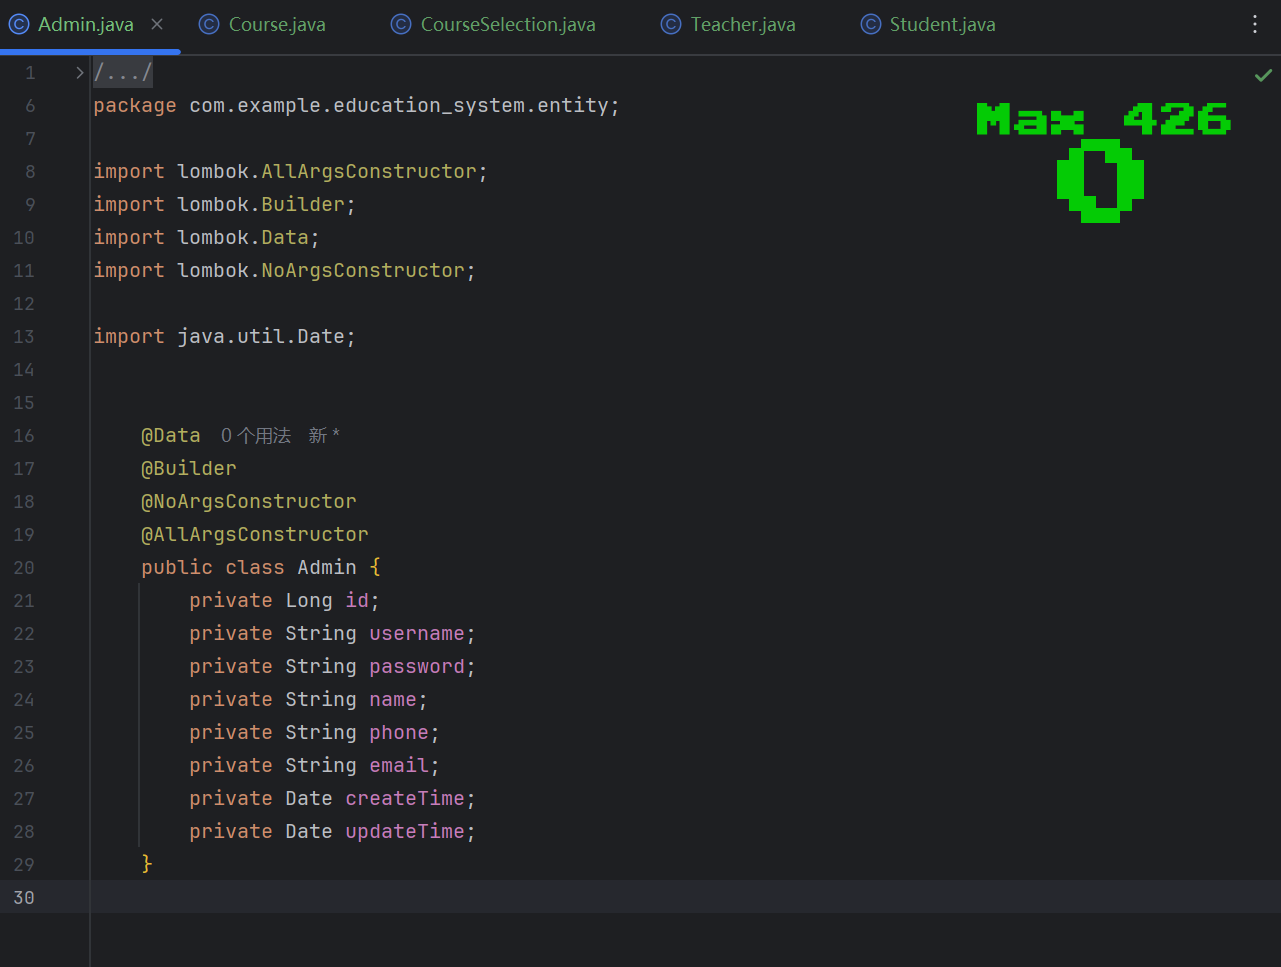 Admin.java Course.java CourseSelection.java Teacher.java Student.java
1 /.../
6 package com.example.education_system.entity;
7
8 import lombok.AllArgsConstructor;
9 import lombok.Builder;
10 import lombok.Data;
11 import lombok.NoArgsConstructor;
12
13 import java.util.Date;
14
15
16 @Data 0 个用法 新 *
17 @Builder
18 @NoArgsConstructor
19 @AllArgsConstructor
20 public class Admin {
21 private Long id;
22 private String username;
23 private String password;
24 private String name;
25 private String phone;
26 private String email;
27 private Date createTime;
28 private Date updateTime;
29 }
30
Max 426
0